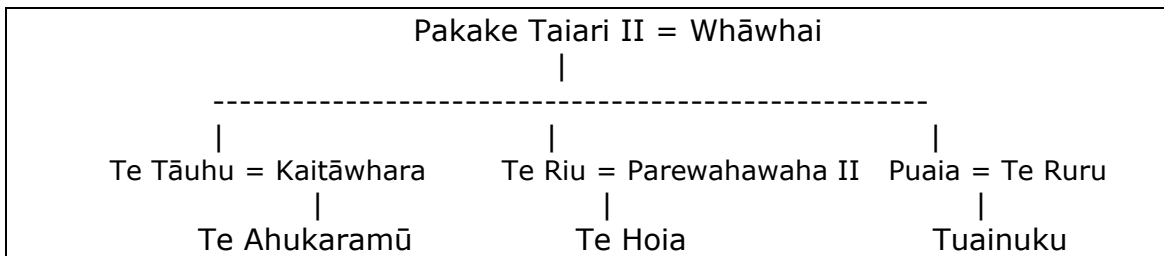 Pakake Taiari II = Whāwhai
|
------------------------------------------------------
| | |
Te Tāuhu = Kaitāwhara Te Riu = Parewahawaha II Puaia = Te Ruru
| | |
Te Ahukaramū Te Hoia Tuainuku